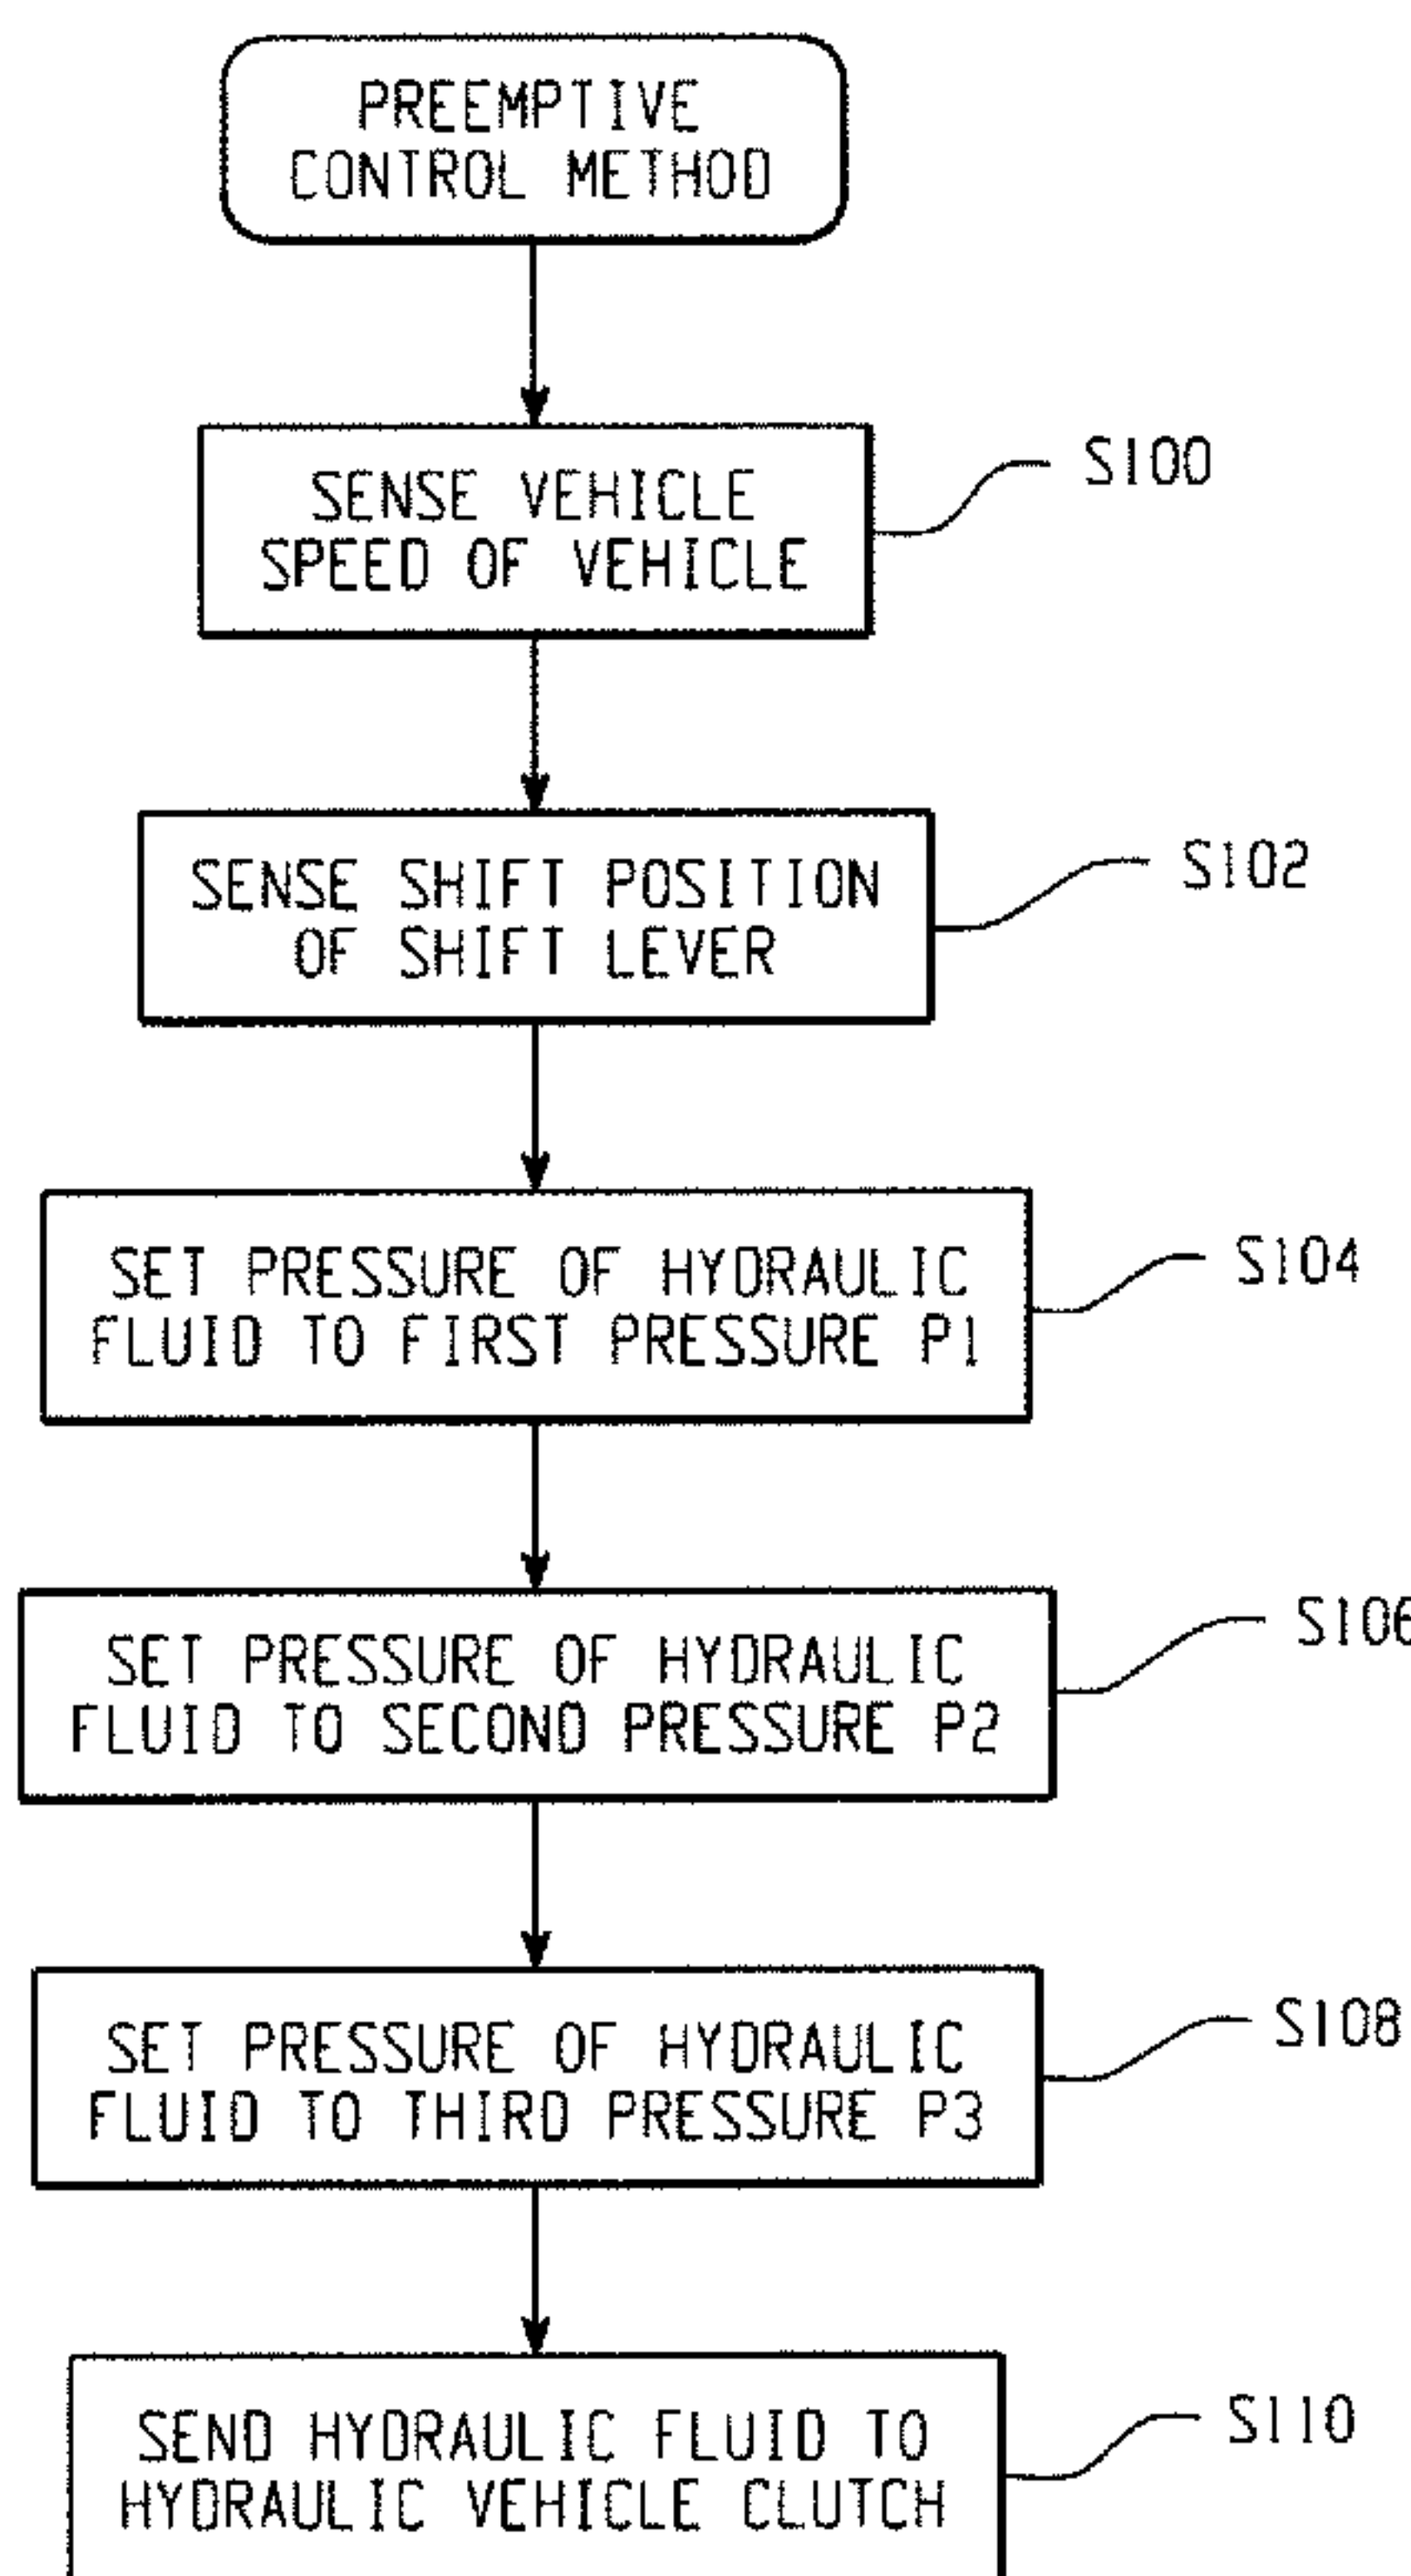 PREEMPTIVE
CONTROL METHOD
SENSE VEHICLE
SPEED OF VEHICLE
S100
SENSE SHIFT POSITION
OF SHIFT LEVER
S102
SET PRESSURE OF HYDRAULIC
FLUID TO FIRST PRESSURE P1
S104
SET PRESSURE OF HYDRAULIC
FLUID TO SECOND PRESSURE P2
S106
SET PRESSURE OF HYDRAULIC
FLUID TO THIRD PRESSURE P3
S108
SEND HYDRAULIC FLUID TO
HYDRAULIC VEHICLE CLUTCH
S110